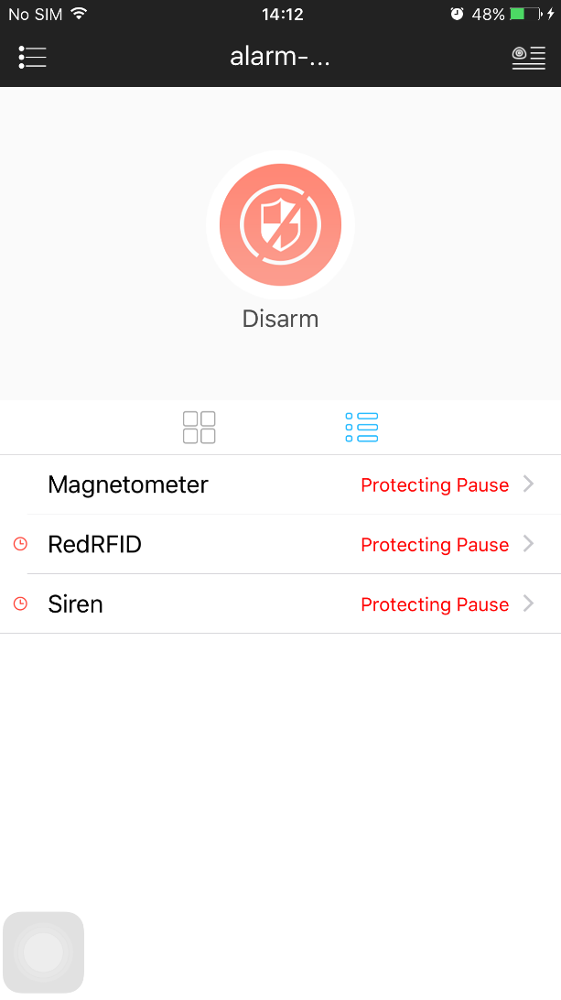 No SIM 14:12 48%
alarm-...
Disarm
Magnetometer Protecting Pause
RedRFID Protecting Pause
Siren Protecting Pause